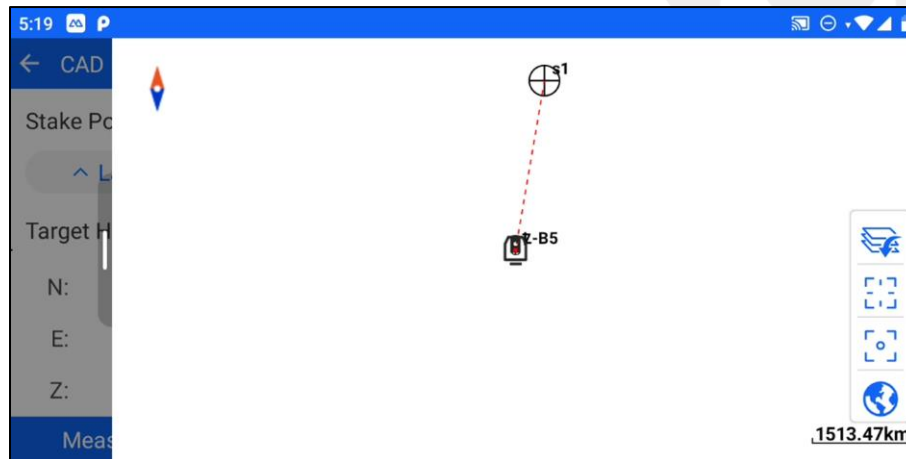 5:19
CAD
s1
Stake Po
L
Target H
z-B5
N:
E:
Z:
1513.47km
Meas